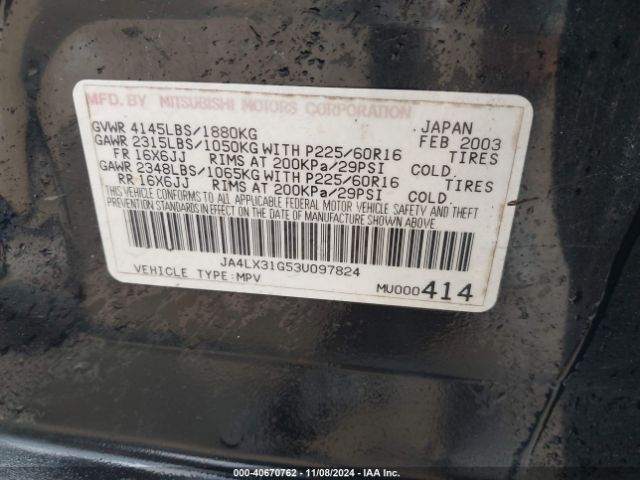 MFD. BY MITSUBISHI MOTORS CORPORATION
GVWR 4145LBS/1880KG JAPAN FEB 2003
GAWR 2315LBS/1050KG WITH P225/60R16 TIRES
FR 16X6JJ RIMS AT 200KPa/29PSI COLD.
GAWR 2348LBS/1065KG WITH P225/60R16 TIRES
RR 16X6JJ RIMS AT 200KPa/29PSI COLD.
THIS VEHICLE CONFORMS TO ALL APPLICABLE FEDERAL MOTOR VEHICLE SAFETY AND THEFT
PREVENTION STANDARDS IN EFFECT ON THE DATE OF MANUFACTURE SHOWN ABOVE.
JA4LX31G53U097824
VEHICLE TYPE:MPV MU000414
000-40670762 - 11/08/2024 - IAA Inc.